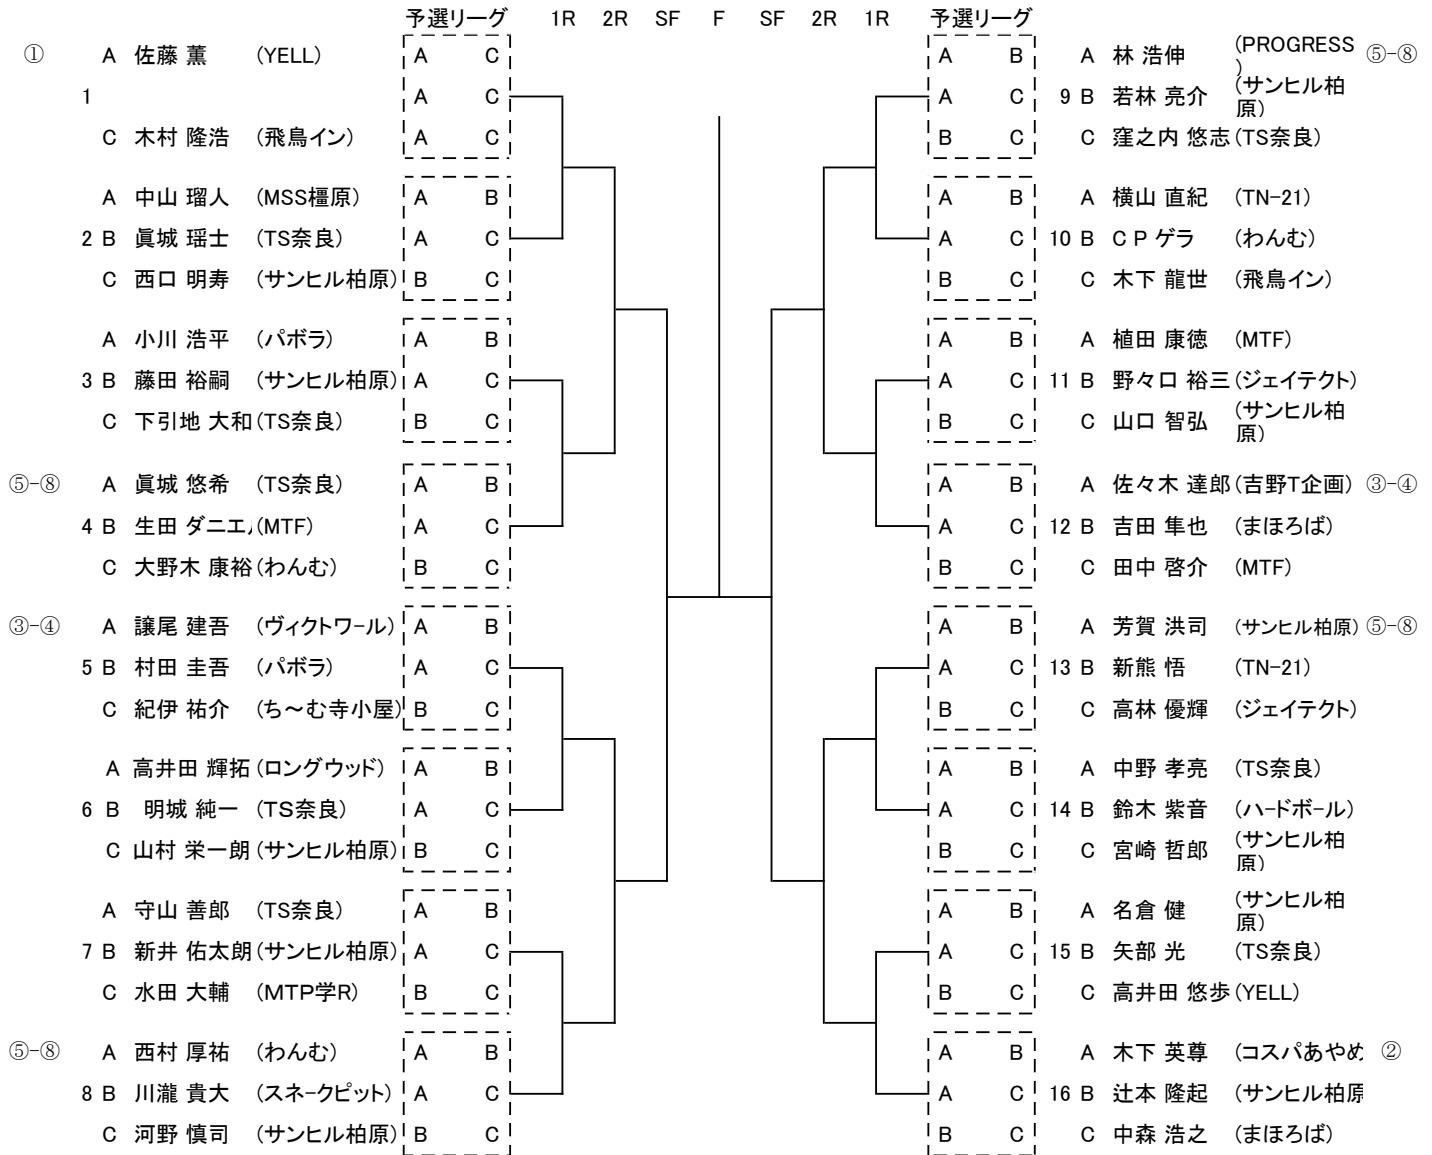 予選リーグ 1R 2R SF F SF 2R 1R 予選リーグ
① A 佐藤 薫 (YELL) A C A B A 林 浩伸 (PROGRESS) ⑤-⑧
1 A C A C 9 B 若林 亮介 (サンヒル柏原)
C 木村 隆浩 (飛鳥イン) A C B C C 窪之内 悠志 (TS奈良)
A 中山 瑠人 (MSS橿原) A B A B A 横山 直紀 (TN-21)
2 B 眞城 瑶士 (TS奈良) A C A C 10 B C P ゲラ (わんむ)
C 西口 明寿 (サンヒル柏原) B C B C C 木下 龍世 (飛鳥イン)
A 小川 浩平 (パボラ) A B A B A 植田 康徳 (MTF)
3 B 藤田 裕嗣 (サンヒル柏原) A C A C 11 B 野々口 裕三 (ジェイテクト)
C 下引地 大和 (TS奈良) B C B C C 山口 智弘 (サンヒル柏原)
⑤-⑧ A 眞城 悠希 (TS奈良) A B A B A 佐々木 達郎 (吉野T企画) ③-④
4 B 生田 ダニエル (MTF) A C A C 12 B 吉田 隼也 (まほろば)
C 大野木 康裕 (わんむ) B C B C C 田中 啓介 (MTF)
③-④ A 譲尾 建吾 (ヴィクトワール) A B A B A 芳賀 洪司 (サンヒル柏原) ⑤-⑧
5 B 村田 圭吾 (パボラ) A C A C 13 B 新熊 悟 (TN-21)
C 紀伊 祐介 (ち~む寺小屋) B C B C C 高林 優輝 (ジェイテクト)
A 高井田 輝拓 (ロングウッド) A B A B A 中野 孝亮 (TS奈良)
6 B 明城 純一 (TS奈良) A C A C 14 B 鈴木 紫音 (ハードボール)
C 山村 栄一朗 (サンヒル柏原) B C B C C 宮崎 哲郎 (サンヒル柏原)
A 守山 善郎 (TS奈良) A B A B A 名倉 健 (サンヒル柏原)
7 B 新井 佑太朗 (サンヒル柏原) A C A C 15 B 矢部 光 (TS奈良)
C 水田 大輔 (MTP学R) B C B C C 高井田 悠歩 (YELL)
⑤-⑧ A 西村 厚祐 (わんむ) A B A B A 木下 英尊 (コスパあやめ ②
8 B 川瀧 貴大 (スネークピット) A C A C 16 B 辻本 隆起 (サンヒル柏原
C 河野 慎司 (サンヒル柏原) B C B C C 中森 浩之 (まほろば)